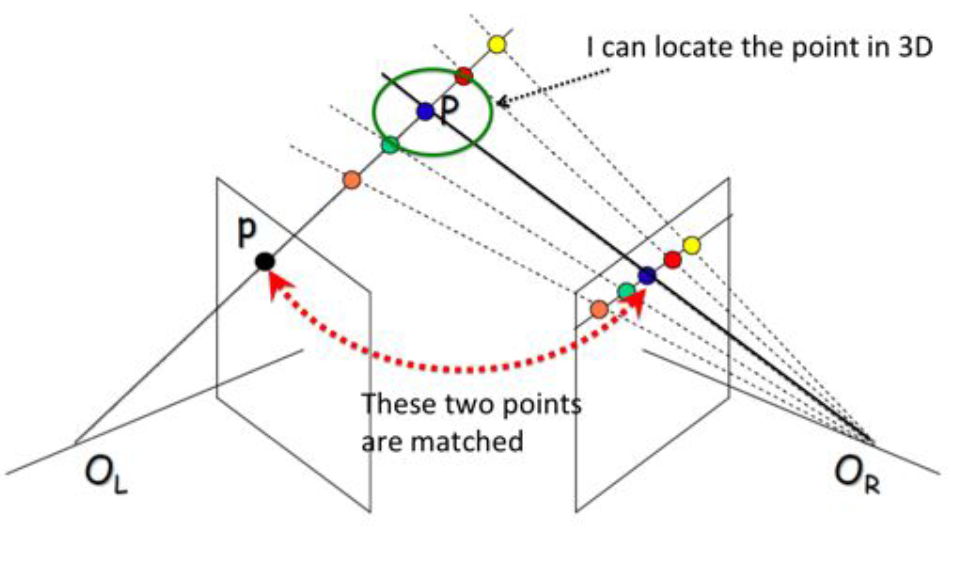 I can locate the point in 3D
P
p
These two points
are matched
OL
OR